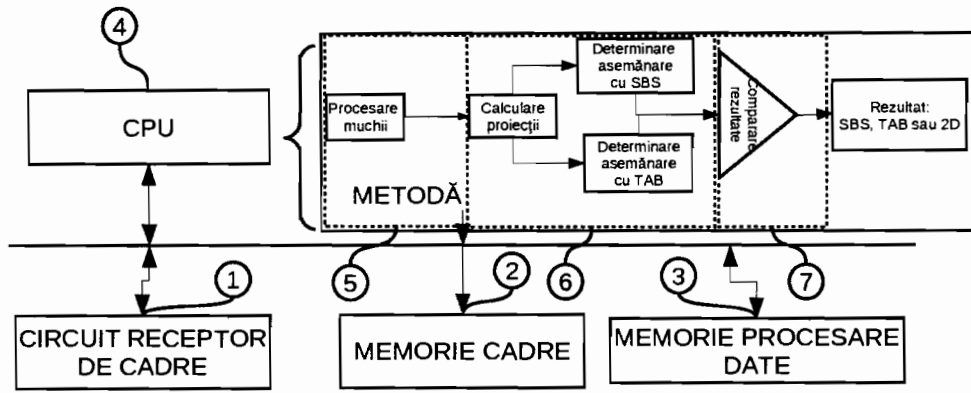 4
CPU
Procesare
muchii
Calculare
proiecții
Determinare
asemănare
cu SBS
Determinare
asemănare
cu TAB
Comparare
rezultate
Rezultat:
SBS, TAB sau 2D
METODĂ
1
5
2
6
3
7
CIRCUIT RECEPTOR
DE CADRE
MEMORIE CADRE
MEMORIE PROCESARE
DATE